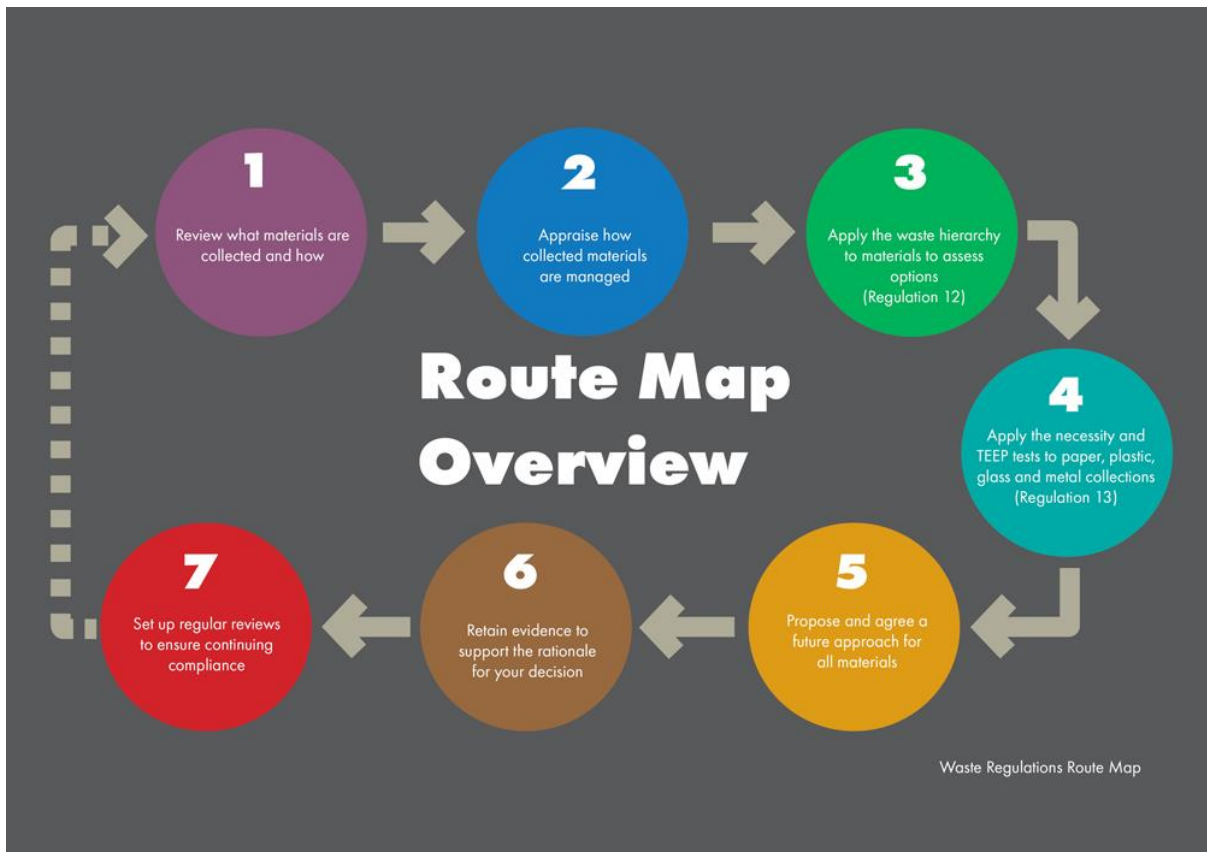 1
Review what materials are
collected and how
2
Appraise how
collected materials
are managed
3
Apply the waste hierarchy
to materials to assess
options
(Regulation 12)
Route Map
Overview
4
Apply the necessity and
TEEP tests to paper, plastic,
glass and metal collections
(Regulation 13)
5
Propose and agree a
future approach for
all materials
6
Retain evidence to
support the rationale
for your decision
7
Set up regular reviews
to ensure continuing
compliance
Waste Regulations Route Map